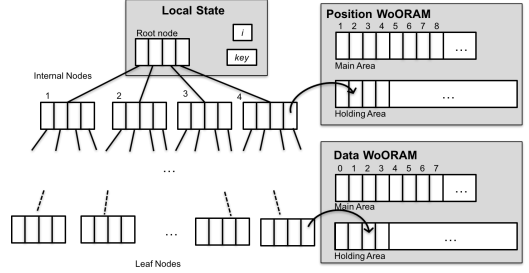 Local State
Root node
i
key
Internal Nodes
1 2 3 4
...
...
Leaf Nodes
Position WoORAM
1 2 3 4 5 6 7 8
...
Main Area
...
Holding Area
Data WoORAM
0 1 2 3 4 5 6 7
...
Main Area
...
Holding Area